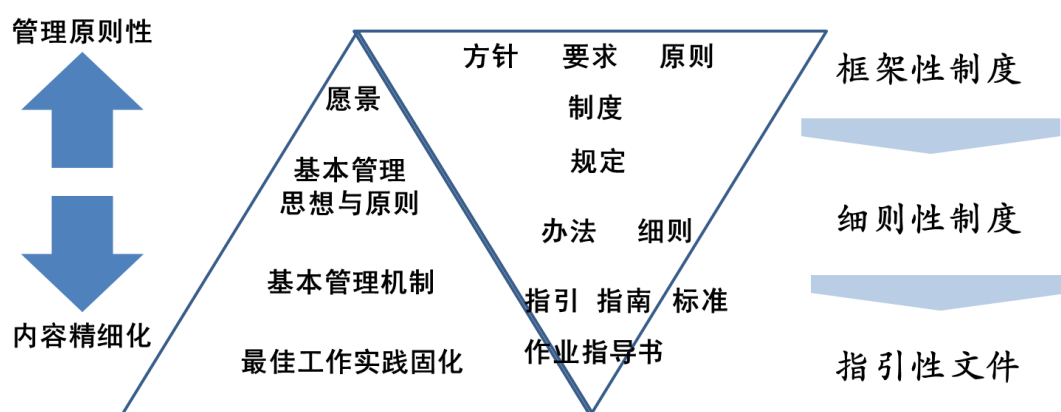 管理原则性
内容精细化
愿景
基本管理
思想与原则
基本管理机制
最佳工作实践固化
方针 要求 原则
制度
规定
办法 细则
指引 指南 标准
作业指导书
框架性制度
细则性制度
指引性文件